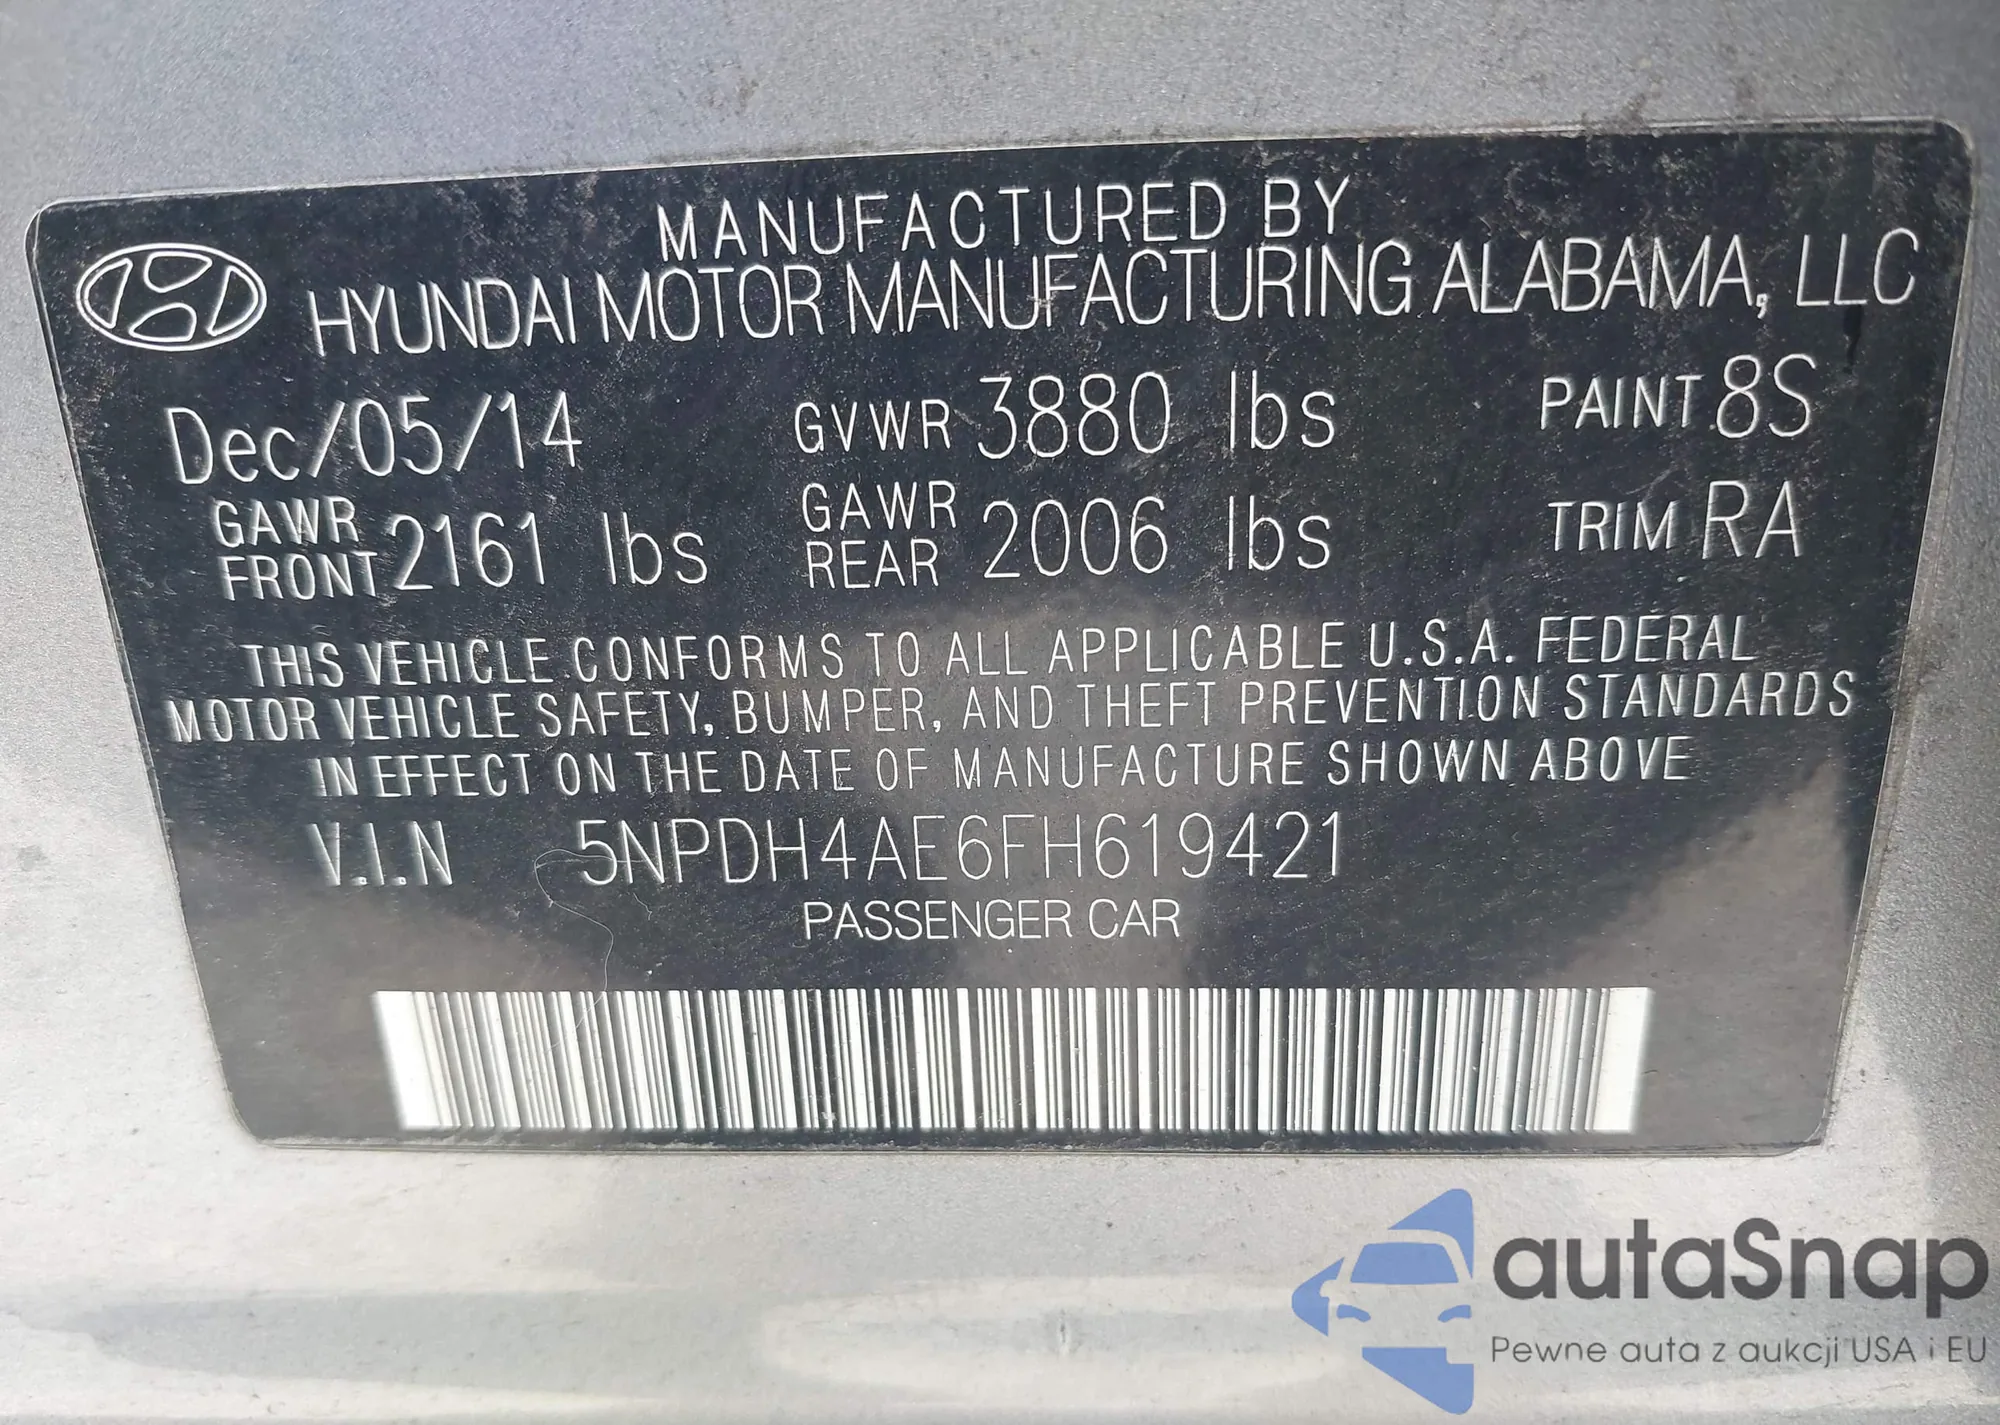 MANUFACTURED BY
HYUNDAI MOTOR MANUFACTURING ALABAMA, LLC
Dec/05/14 GVWR 3880 lbs PAINT 8S
GAWR FRONT 2161 lbs GAWR REAR 2006 lbs TRIM RA
THIS VEHICLE CONFORMS TO ALL APPLICABLE U.S.A. FEDERAL
MOTOR VEHICLE SAFETY, BUMPER, AND THEFT PREVENTION STANDARDS
IN EFFECT ON THE DATE OF MANUFACTURE SHOWN ABOVE
V.I.N 5NPDH4AE6FH619421
PASSENGER CAR
autaSnap
Pewne auta z aukcji USA i EU